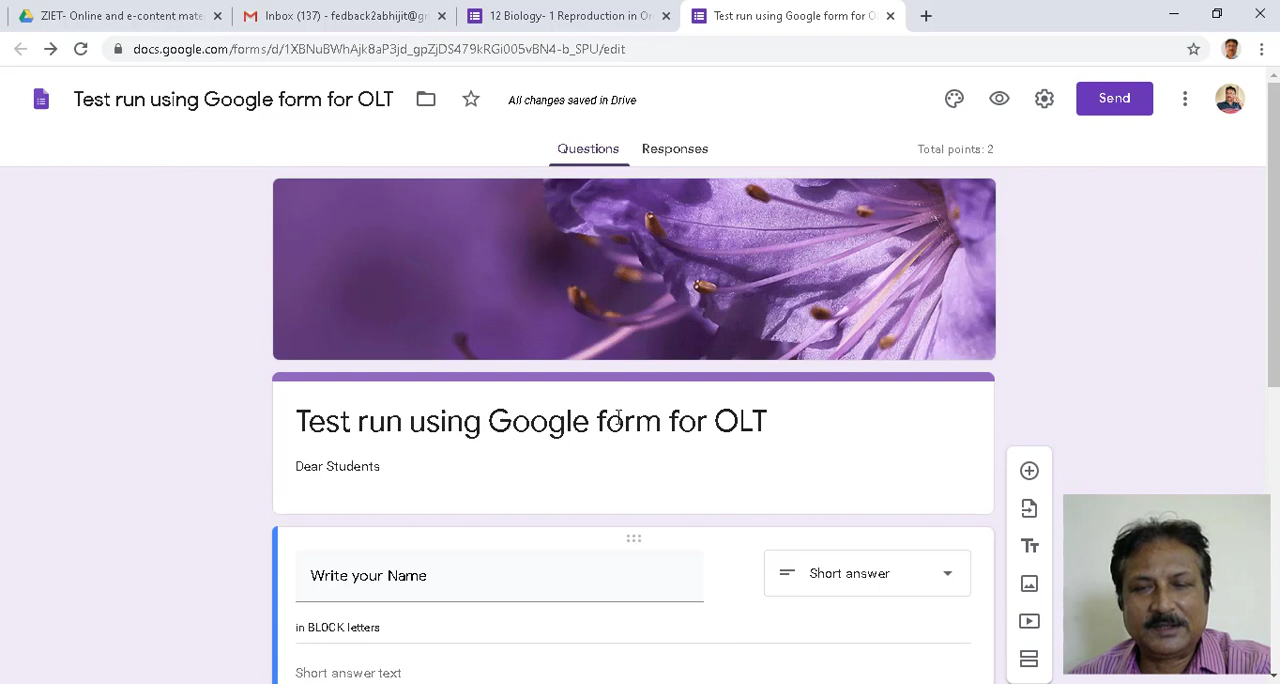 ZIET- Online and e-content mate
Inbox (137) - fedback2abhijit@g
12 Biology- 1 Reproduction in O
Test run using Google form for O
docs.google.com/forms/d/1XBNuBWhAjk8aP3jd_gpZjDS479kRGi005vBN4-b_SPU/edit
Test run using Google form for OLT
All changes saved in Drive
Send
Questions
Responses
Total points: 2
Test run using Google form for OLT
Dear Students
Write your Name
Short answer
in BLOCK letters
Short answer text